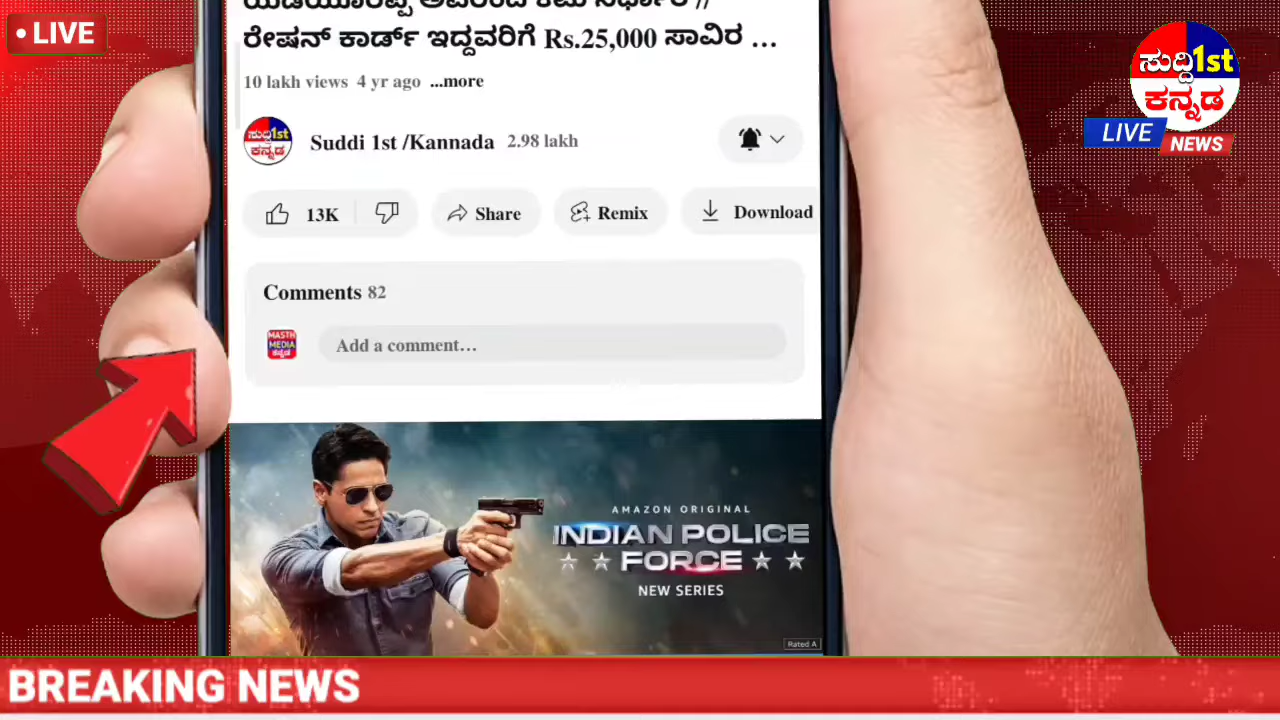 LIVE
ರೇಷನ್ ಕಾರ್ಡ್ ಇದ್ದವರಿಗೆ Rs.25,000 ಸಾವಿರ ...
10 lakh views 4 yr ago ...more
ಸುದ್ದಿ1st
ಕನ್ನಡ
Suddi 1st /Kannada 2.98 lakh
13K Share Remix Download
Comments 82
MASTH
MEDIA
ಕನ್ನಡ
Add a comment...
AMAZON ORIGINAL
INDIAN POLICE
FORCE
NEW SERIES
Rated A
ಸುದ್ದಿ1st
ಕನ್ನಡ
LIVE
NEWS
BREAKING NEWS